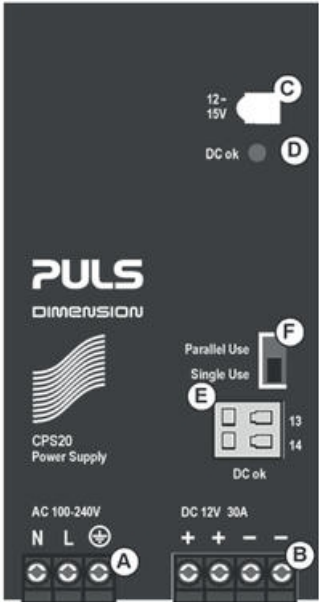 C
12-
15V
DC ok D
PULS
DIMENSION
F
Parallel Use
Single Use
E
13
14
CPS20
Power Supply
DC ok
AC 100-240V DC 12V 30A
N L + + − −
A B